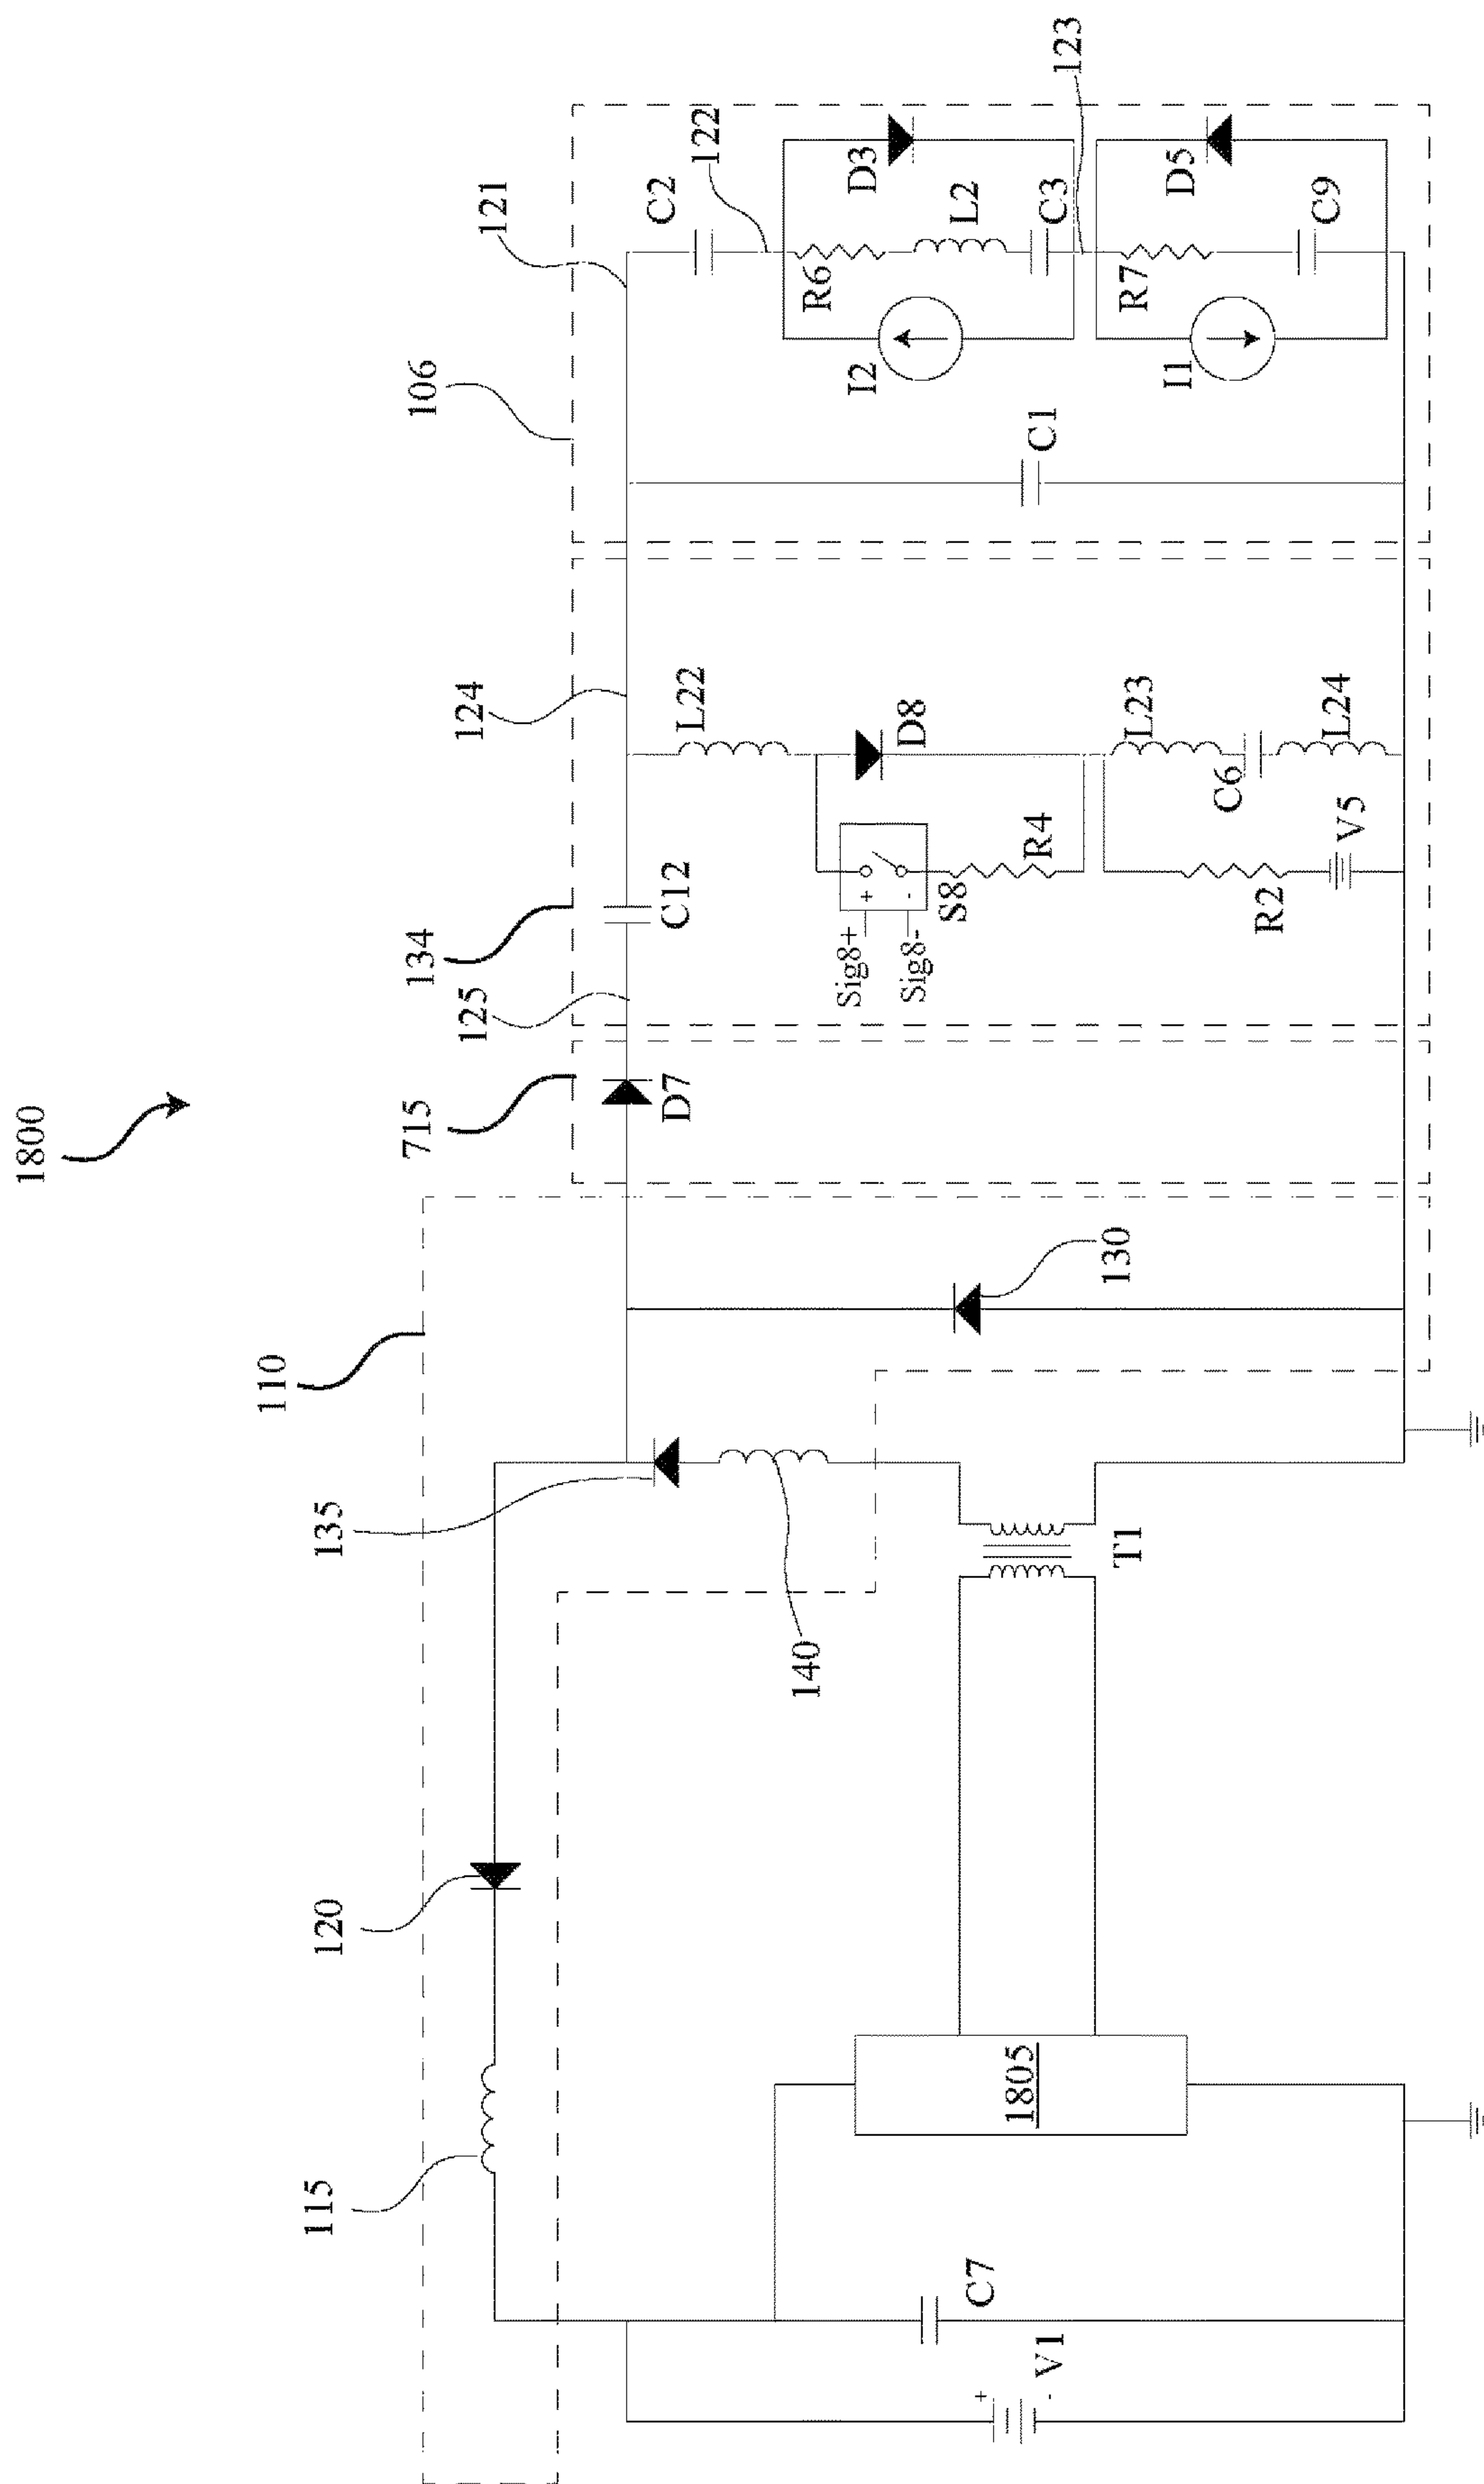 1800
110
115
120
135
140
130
715
134
125
124
106
121
122
123
V1
+
-
C7
1805
T1
D7
C12
L22
D8
Sig8+
Sig8-
+
-
S8
R4
L23
C6
L24
R2
V5
C1
C2
R6
L2
C3
D3
I2
R7
C9
D5
I1